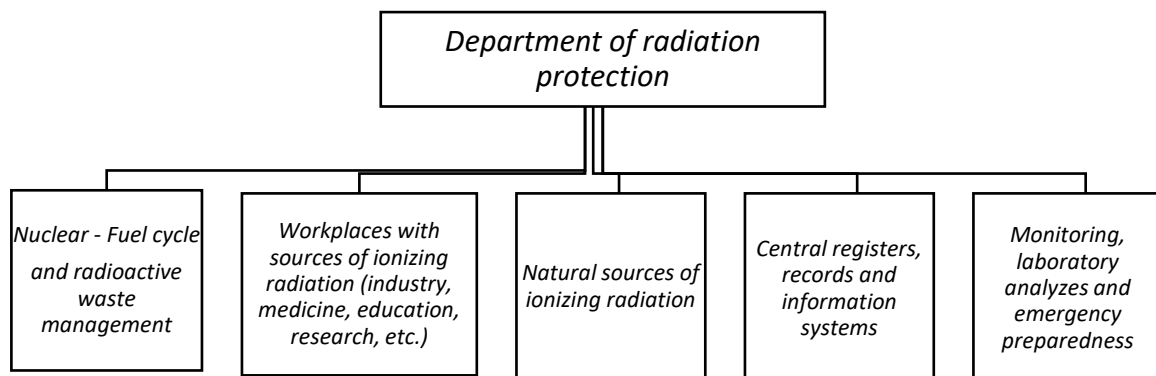 Department of radiation
protection
Nuclear - Fuel cycle
and radioactive
waste
management
Workplaces with
sources of ionizing
radiation (industry,
medicine, education,
research, etc.)
Natural sources of
ionizing radiation
Central registers,
records and
information
systems
Monitoring,
laboratory
analyzes and
emergency
preparedness